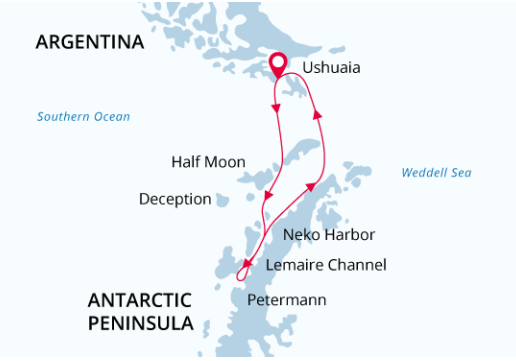 ARGENTINA
Ushuaia
Southern Ocean
Half Moon
Weddell Sea
Deception
Neko Harbor
Lemaire Channel
Petermann
ANTARCTIC
PENINSULA